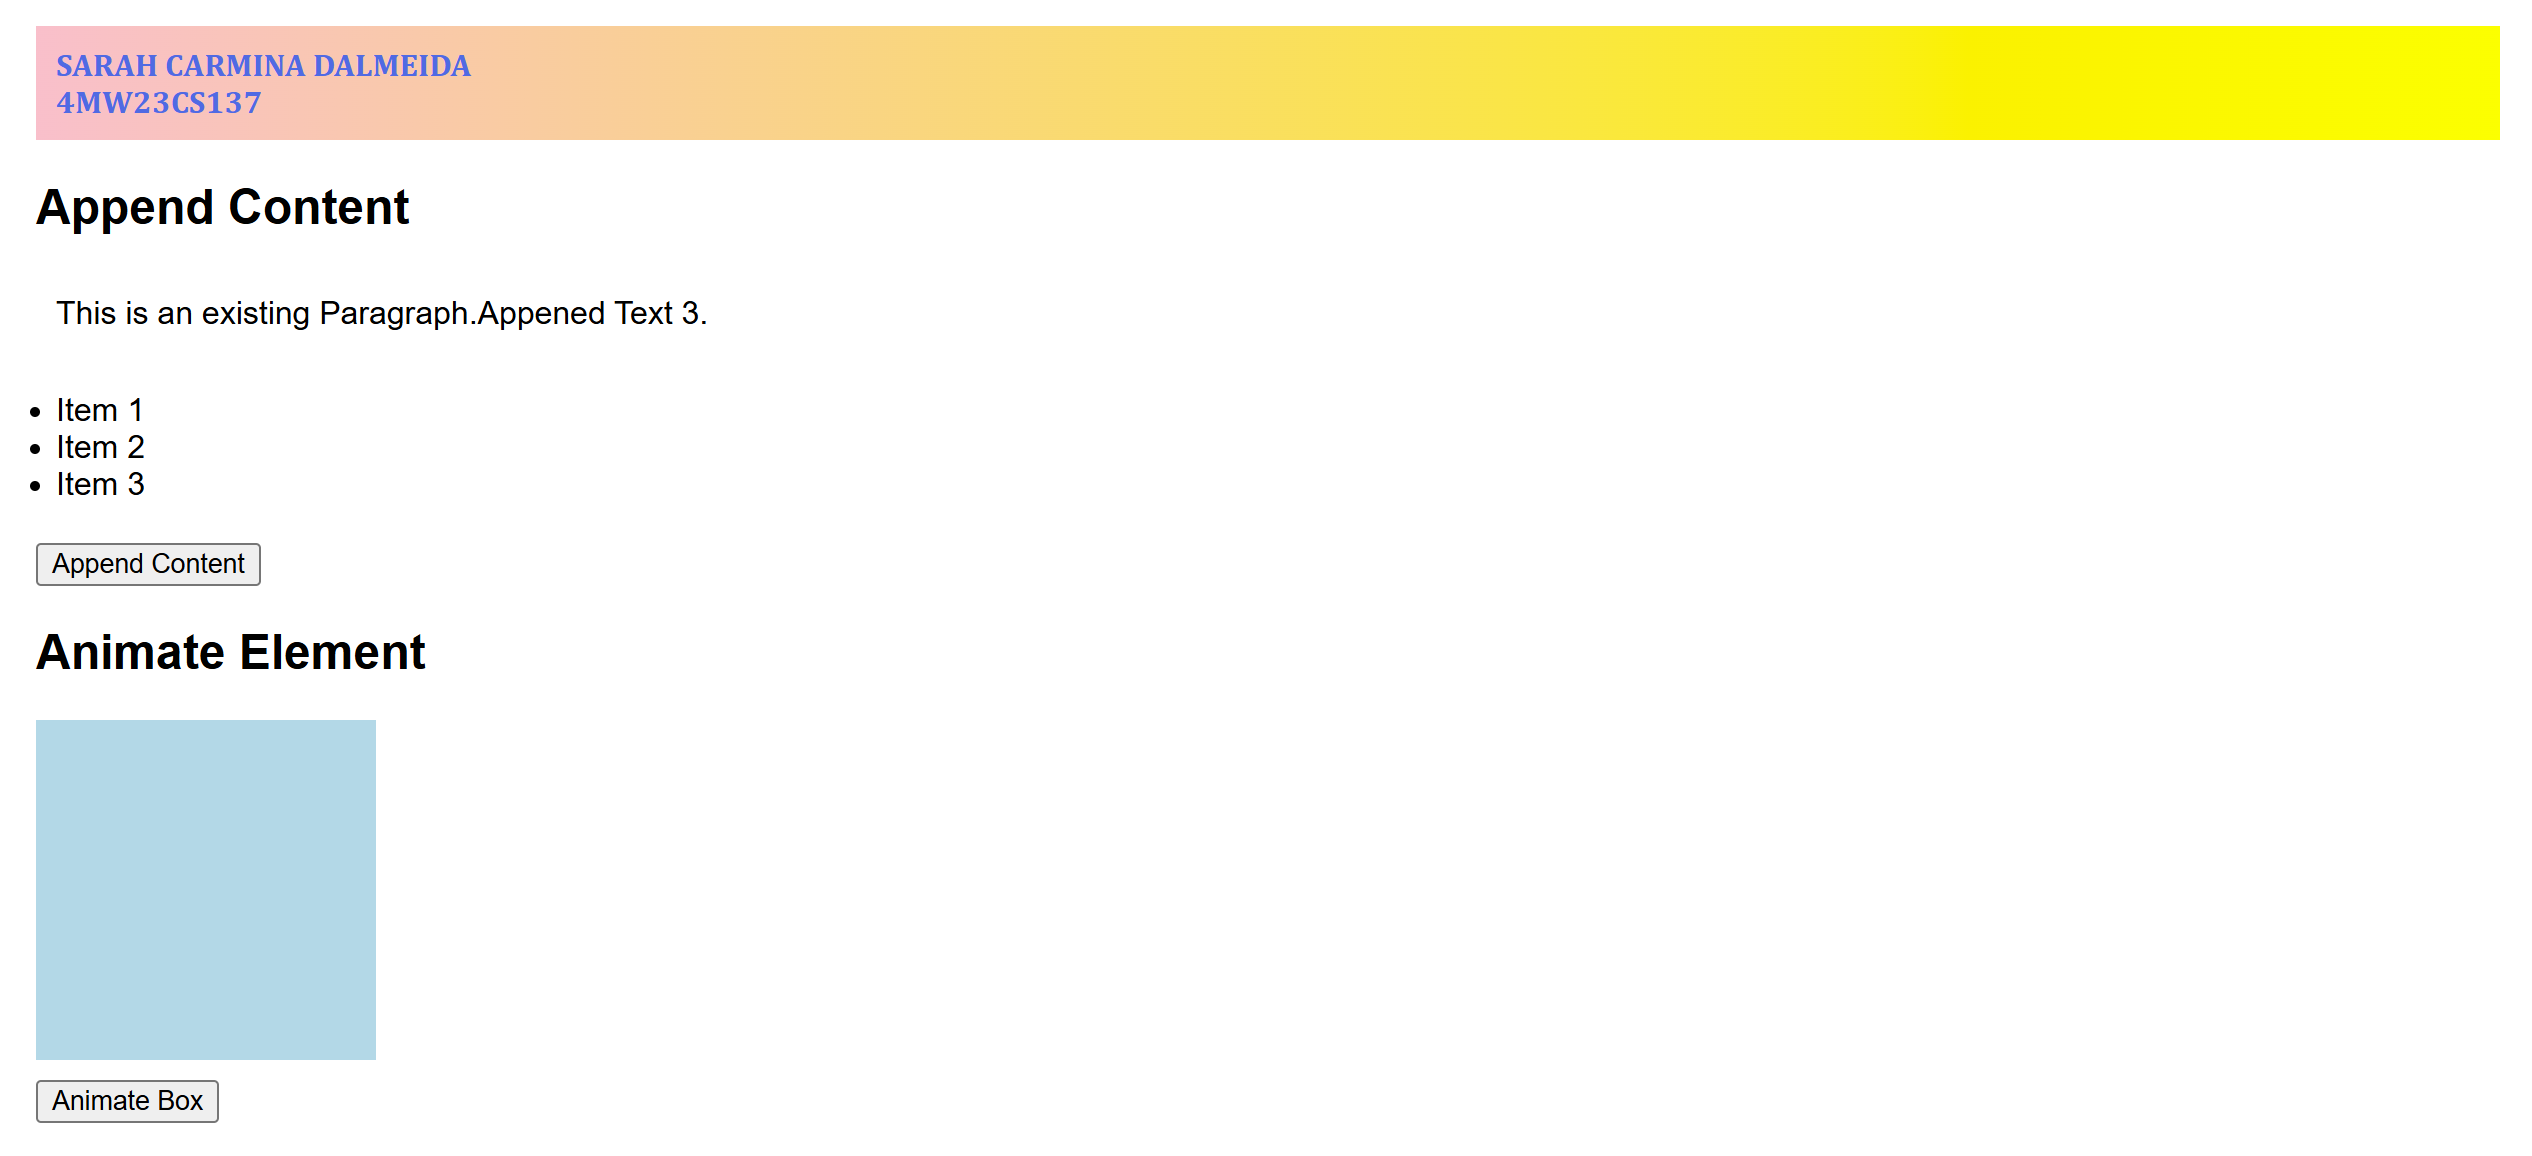 SARAH CARMINA DALMEIDA
4MW23CS137
Append Content
This is an existing Paragraph.Appened Text 3.
Item 1
Item 2
Item 3
Append Content
Animate Element
Animate Box